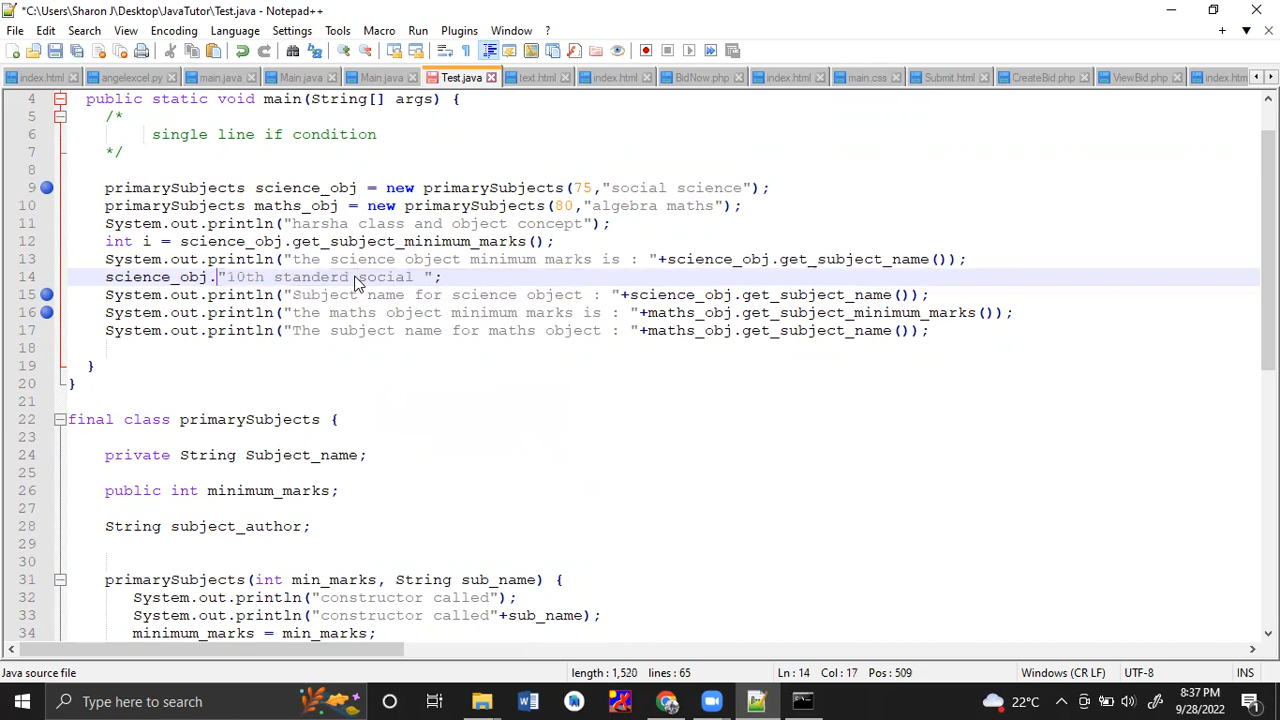 *C:\Users\Sharon J\Desktop\JavaTutor\Test.java - Notepad++
File Edit Search View Encoding Language Settings Tools Macro Run Plugins Window ?
index.html angelexcel.py main.java Main.java Main.java Test.java text.html index.html BidNow.php index.html main.css Submit.html CreateBid.php ViewBid.php index.htm
4 public static void main(String[] args) {
5 /*
6 single line if condition
7 */
8
9 primarySubjects science_obj = new primarySubjects(75,"social science");
10 primarySubjects maths_obj = new primarySubjects(80,"algebra maths");
11 System.out.println("harsha class and object concept");
12 int i = science_obj.get_subject_minimum_marks();
13 System.out.println("the science object minimum marks is : "+science_obj.get_subject_name());
14 science_obj."10th standerd social ";
15 System.out.println("Subject name for science object : "+science_obj.get_subject_name());
16 System.out.println("the maths object minimum marks is : "+maths_obj.get_subject_minimum_marks());
17 System.out.println("The subject name for maths object : "+maths_obj.get_subject_name());
18
19 }
20 }
21
22 final class primarySubjects {
23
24 private String Subject_name;
25
26 public int minimum_marks;
27
28 String subject_author;
29
30
31 primarySubjects(int min_marks, String sub_name) {
32 System.out.println("constructor called");
33 System.out.println("constructor called"+sub_name);
34 minimum_marks = min_marks;
Java source file length : 1,520 lines : 65 Ln : 14 Col : 17 Pos : 509 Windows (CR LF) UTF-8 INS
Type here to search 22°C 8:37 PM
9/28/2022